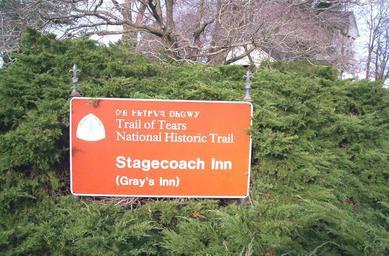 Trail of Tears
National Historic Trail
Stagecoach Inn
(Gray's Inn)